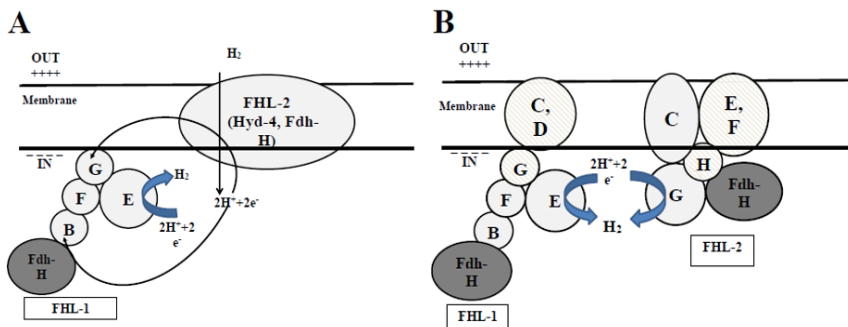 A
H2
OUT
++++
Membrane
FHL-2
(Hyd-4, Fdh-
H)
_ _ _ _
IN
G
H2
F
E
2H⁺+2e⁻
B
2H⁺+2
e⁻
Fdh-
H
FHL-1
B
OUT
++++
Membrane
C,
D
C
E,
F
_ _ _ _
IN
G
2H⁺+2
e⁻
H
F
E
G
Fdh-
H
B
H2
Fdh-
H
FHL-2
FHL-1